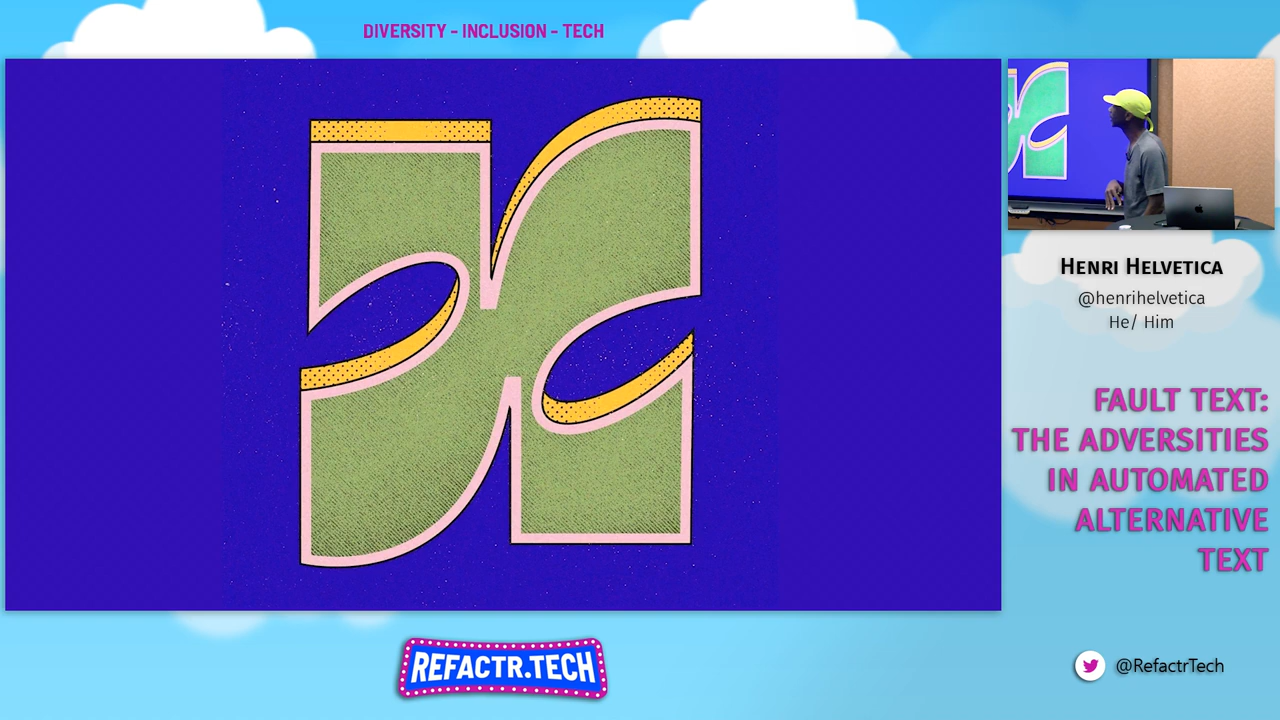 DIVERSITY - INCLUSION - TECH
HENRI HELVETICA
@henrihelvetica
He/ Him
FAULT TEXT:
THE ADVERSITIES
IN AUTOMATED
ALTERNATIVE
TEXT
REFACTR.TECH
@RefactrTech